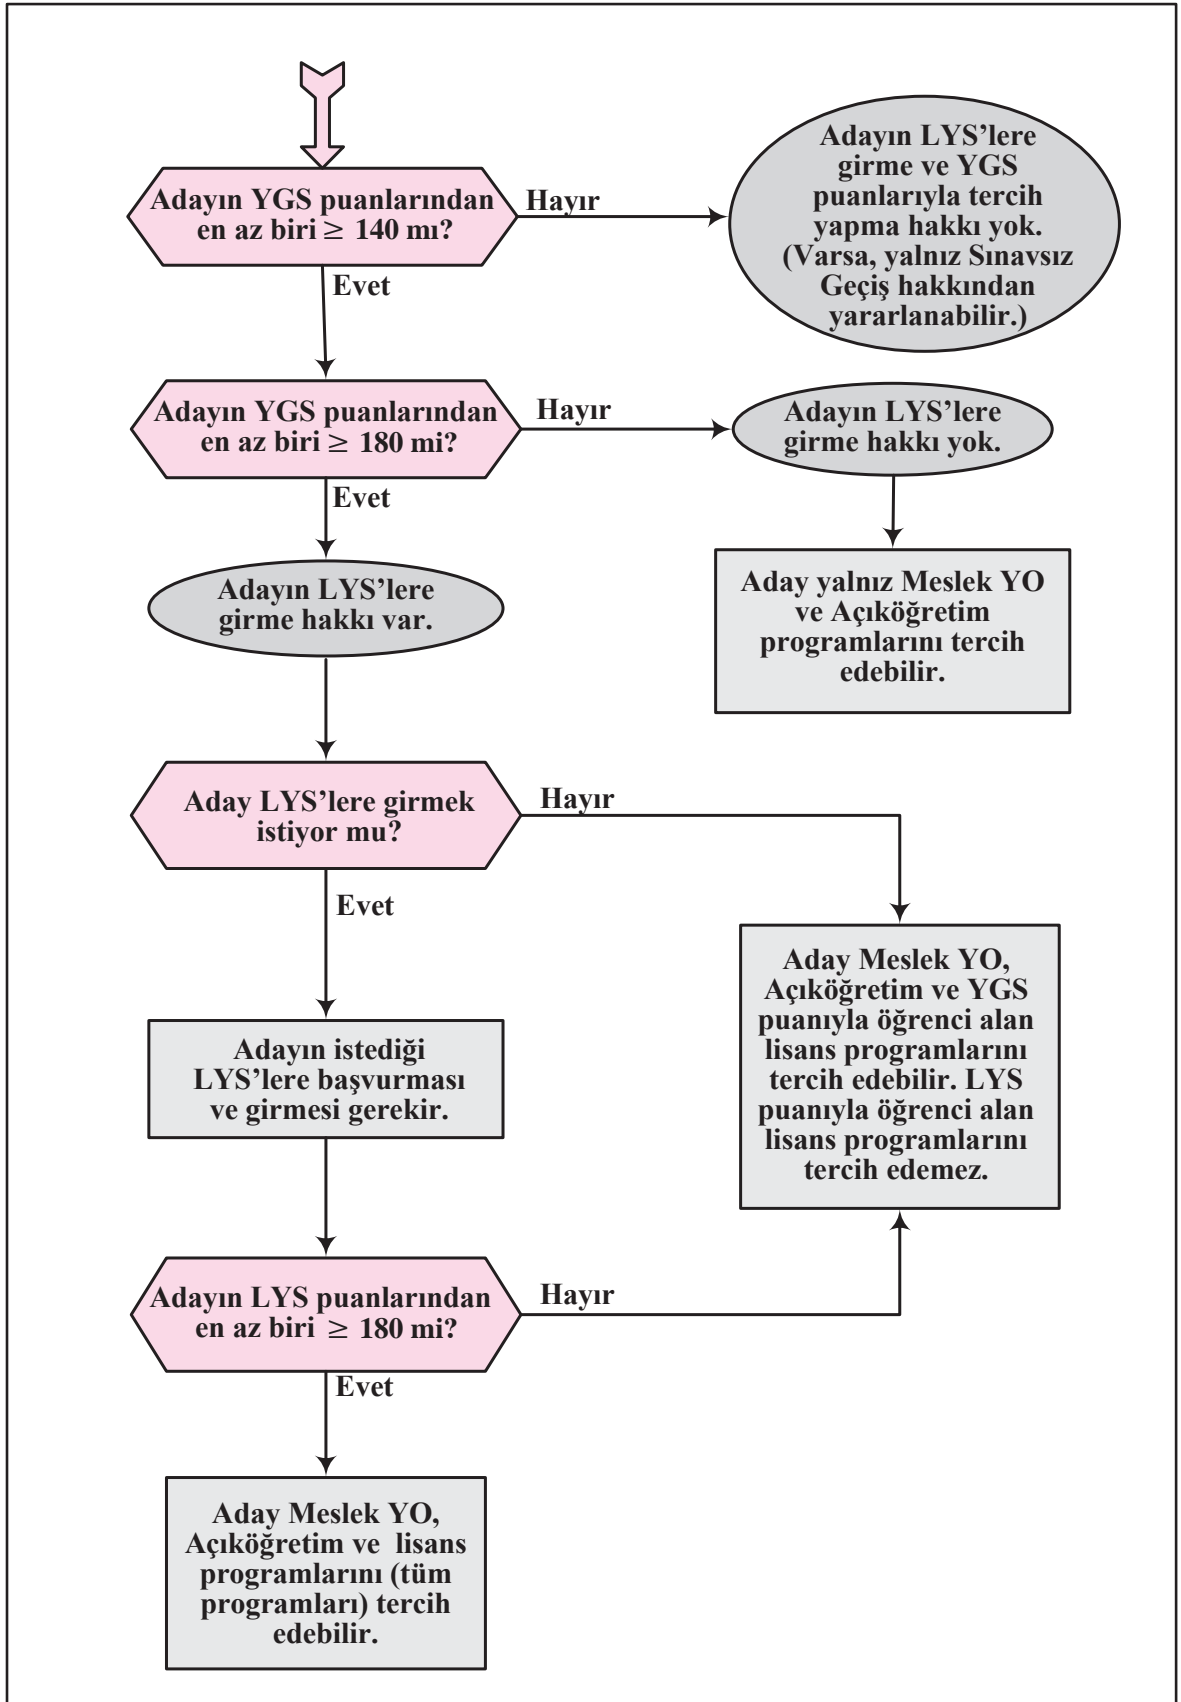 Adayın YGS puanlarından
en az biri ≥ 140 mı?
Hayır
Adayın LYS’lere
girme ve YGS
puanlarıyla tercih
yapma hakkı yok.
(Varsa, yalnız Sınavsız
Geçiş hakkından
yararlanabilir.)
Evet
Adayın YGS puanlarından
en az biri ≥ 180 mi?
Hayır
Adayın LYS’lere
girme hakkı yok.
Evet
Aday yalnız Meslek YO
ve Açıköğretim
programlarını tercih
edebilir.
Adayın LYS’lere
girme hakkı var.
Aday LYS’lere girmek
istiyor mu?
Hayır
Evet
Aday Meslek YO,
Açıköğretim ve YGS
puanıyla öğrenci alan
lisans programlarını
tercih edebilir. LYS
puanıyla öğrenci alan
lisans programlarını
tercih edemez.
Adayın istediği
LYS’lere başvurması
ve girmesi gerekir.
Adayın LYS puanlarından
en az biri ≥ 180 mi?
Hayır
Evet
Aday Meslek YO,
Açıköğretim ve lisans
programlarını (tüm
programları) tercih
edebilir.